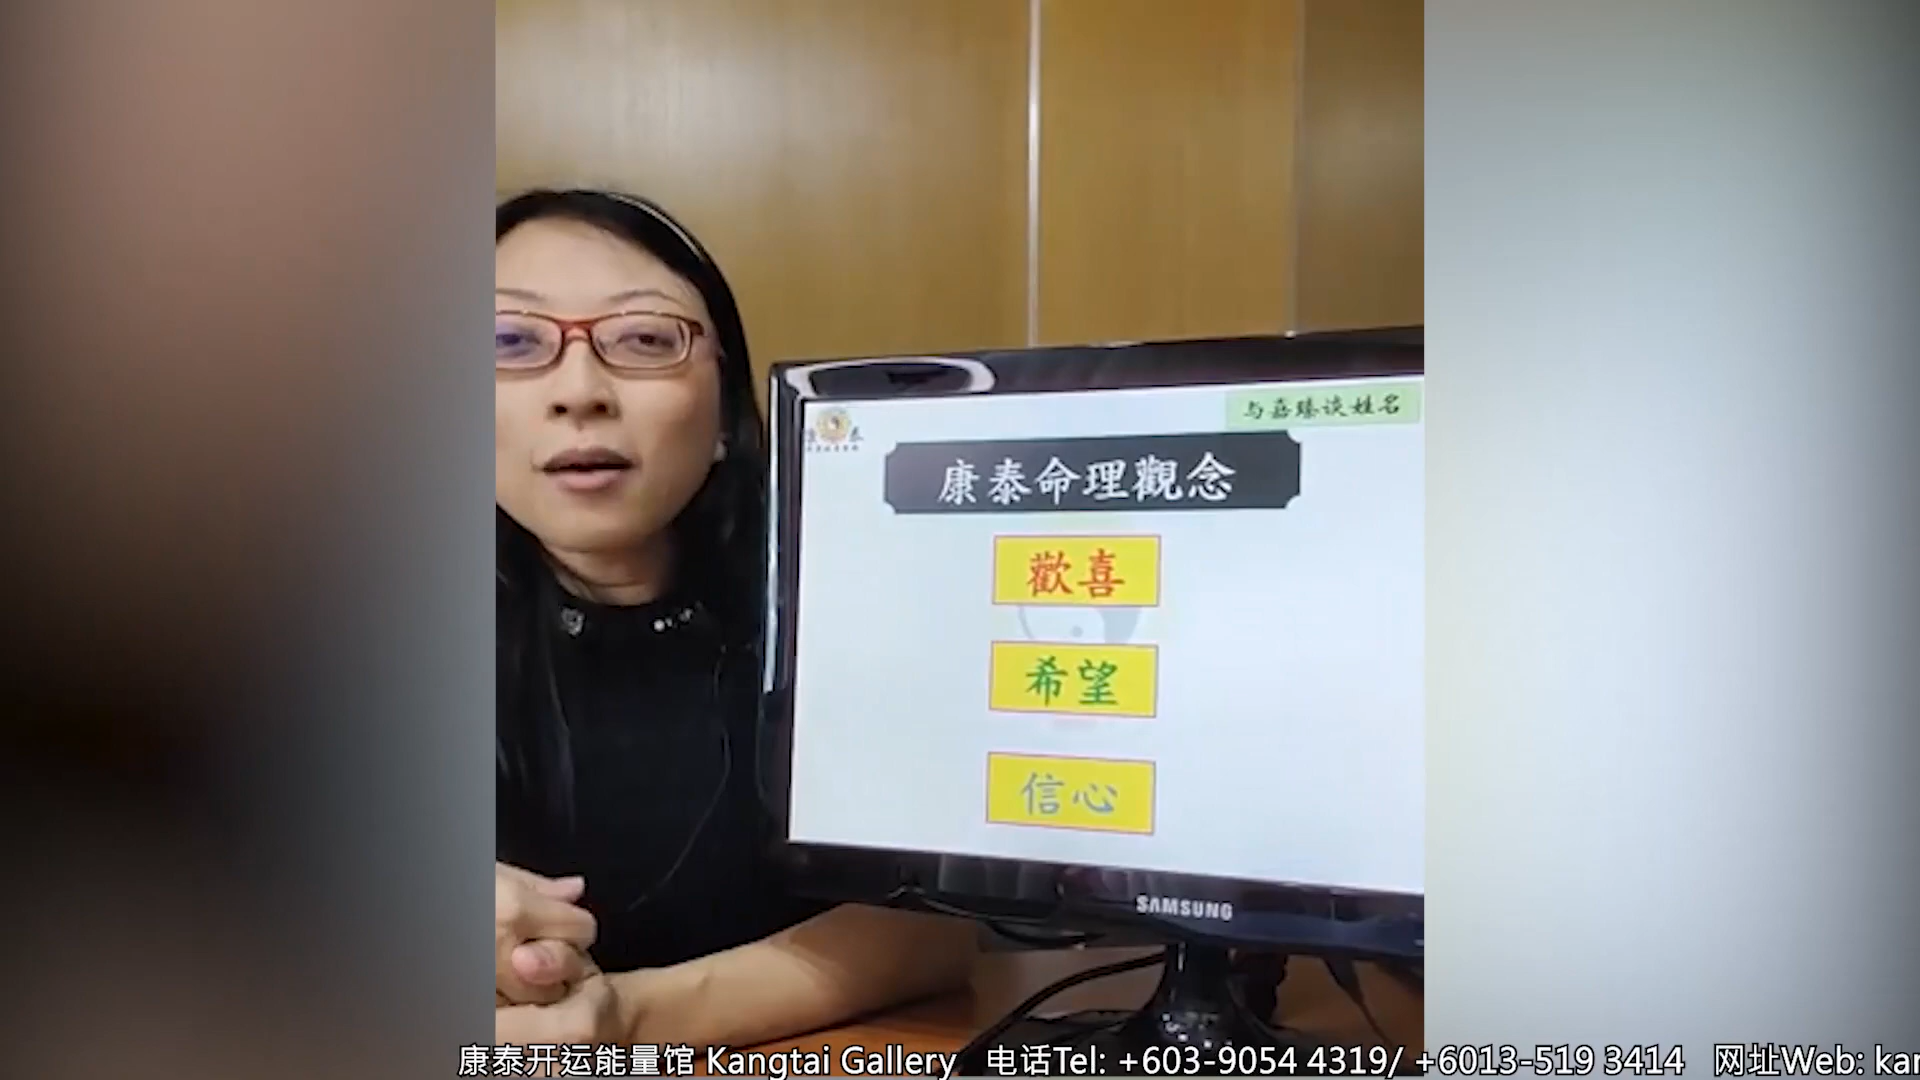 与嘉臻谈姓名
康泰命理觀念
歡喜
希望
信心
SAMSUNG
康泰开运能量馆 Kangtai Gallery 电话Tel: +603-9054 4319/ +6013-519 3414 网址Web: kan